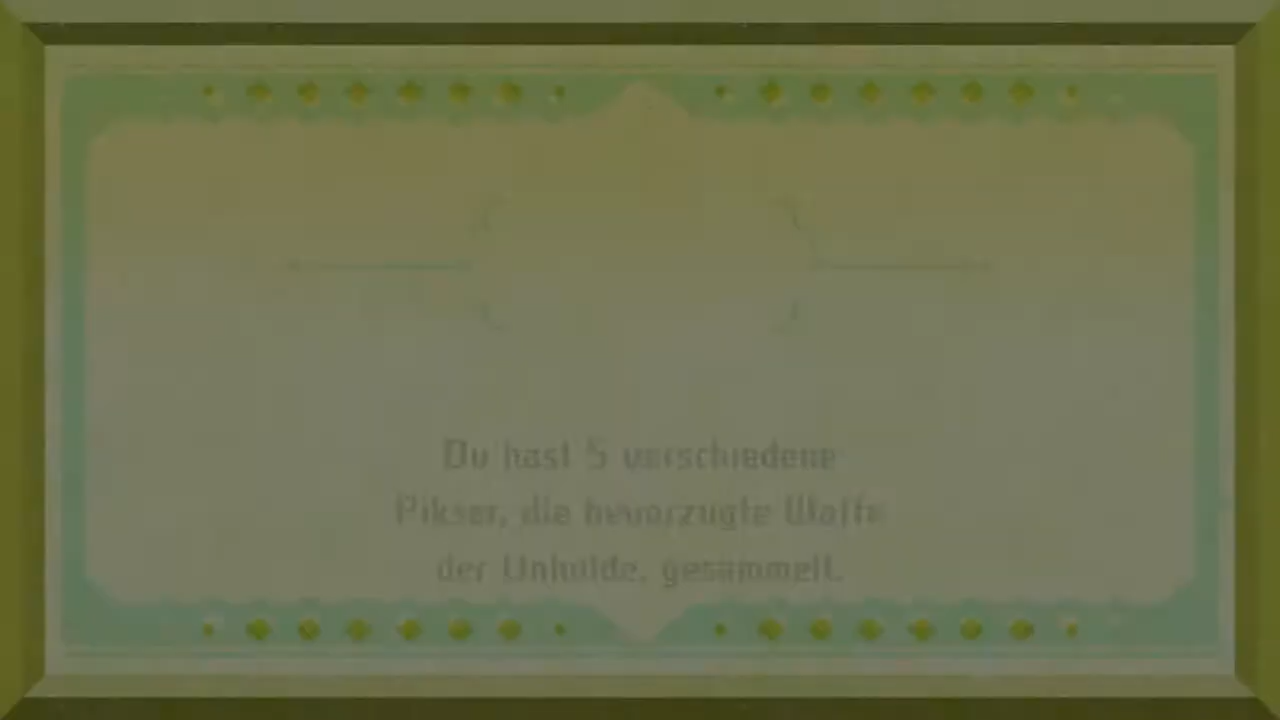 Du hast 5 verschiedene
Pikser, die bevorzugte Waffe
der Unholde, gesammelt.